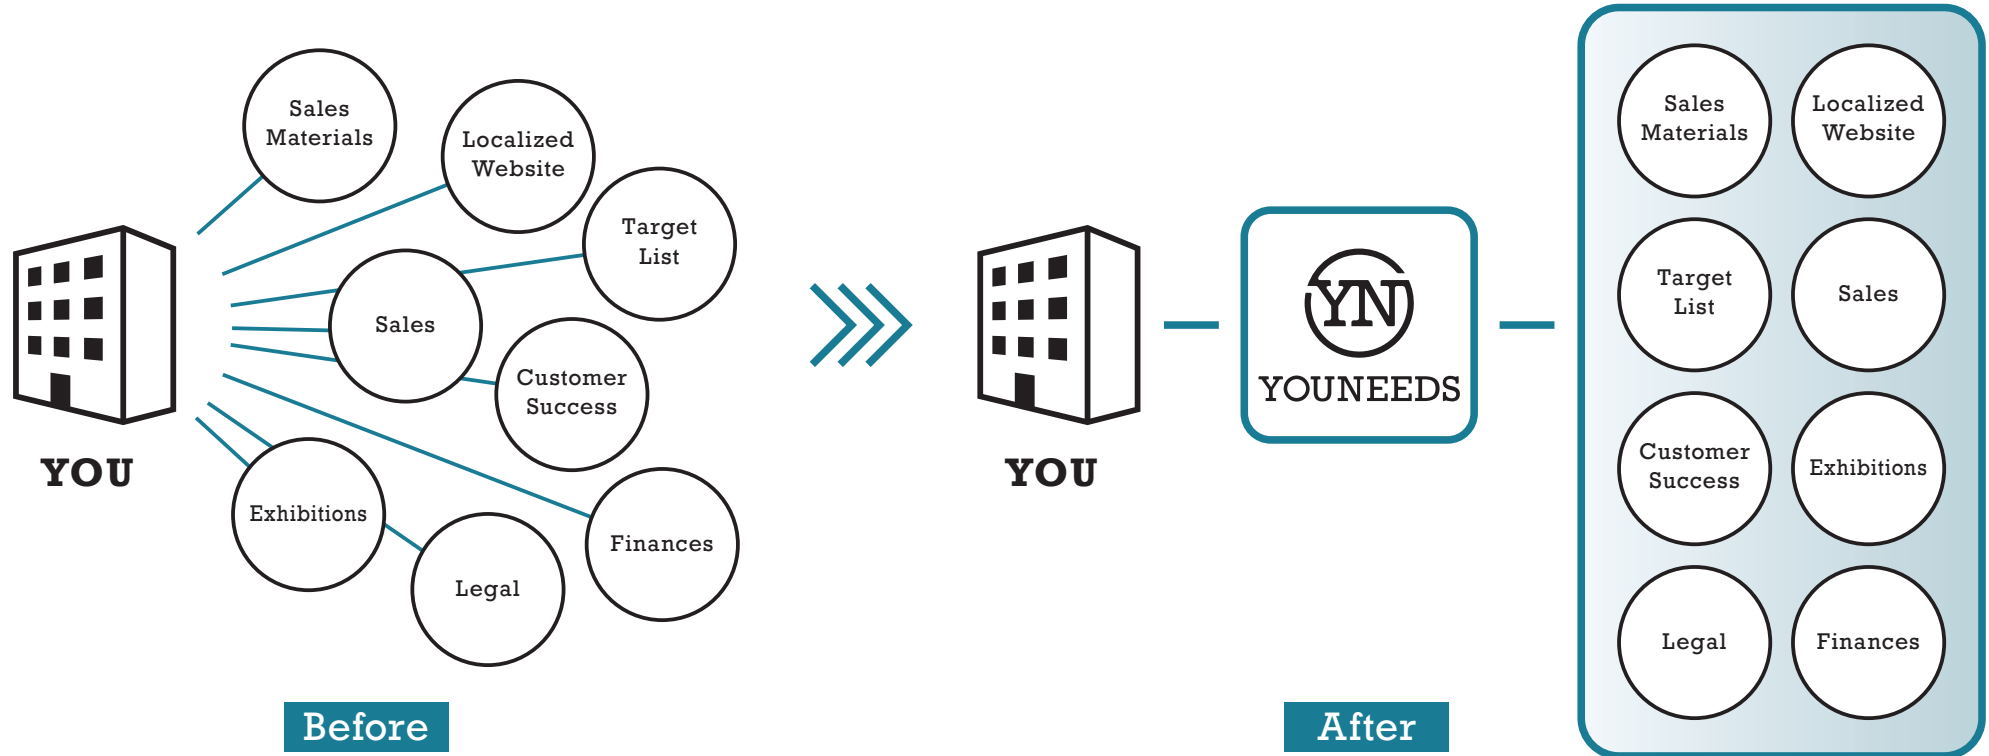 Sales
Materials
Localized
Website
Target
List
Sales
Customer
Success
YOU
Exhibitions
Finances
Legal
Before
YOU
YN
YOUNEEDS
Sales
Materials
Localized
Website
Target
List
Sales
Customer
Success
Exhibitions
Legal
Finances
After